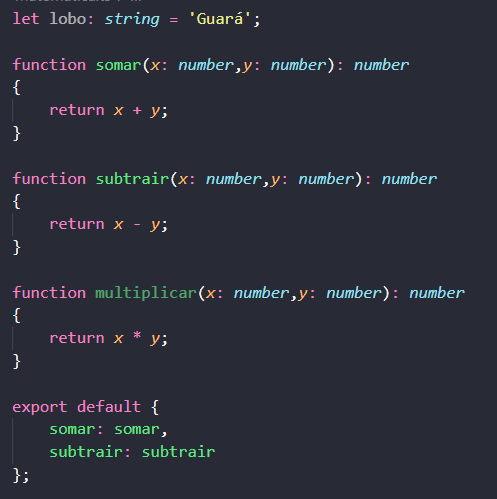 let lobo: string = 'Guará';
function somar(x: number,y: number): number
{
return x + y;
}
function subtrair(x: number,y: number): number
{
return x - y;
}
function multiplicar(x: number,y: number): number
{
return x * y;
}
export default {
somar: somar,
subtrair: subtrair
};